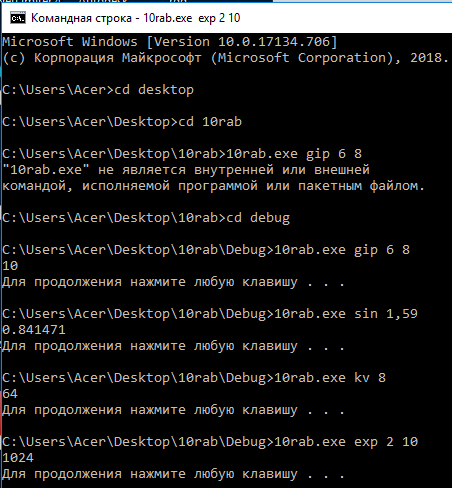 Командная строка - 10rab.exe exp 2 10
Microsoft Windows [Version 10.0.17134.706]
(c) Корпорация Майкрософт (Microsoft Corporation), 2018.
C:\Users\Acer>cd desktop
C:\Users\Acer\Desktop>cd 10rab
C:\Users\Acer\Desktop\10rab>10rab.exe gip 6 8
"10rab.exe" не является внутренней или внешней
командой, исполняемой программой или пакетным файлом.
C:\Users\Acer\Desktop\10rab>cd debug
C:\Users\Acer\Desktop\10rab\Debug>10rab.exe gip 6 8
10
Для продолжения нажмите любую клавишу . . .
C:\Users\Acer\Desktop\10rab\Debug>10rab.exe sin 1,59
0.841471
Для продолжения нажмите любую клавишу . . .
C:\Users\Acer\Desktop\10rab\Debug>10rab.exe kv 8
64
Для продолжения нажмите любую клавишу . . .
C:\Users\Acer\Desktop\10rab\Debug>10rab.exe exp 2 10
1024
Для продолжения нажмите любую клавишу . . .